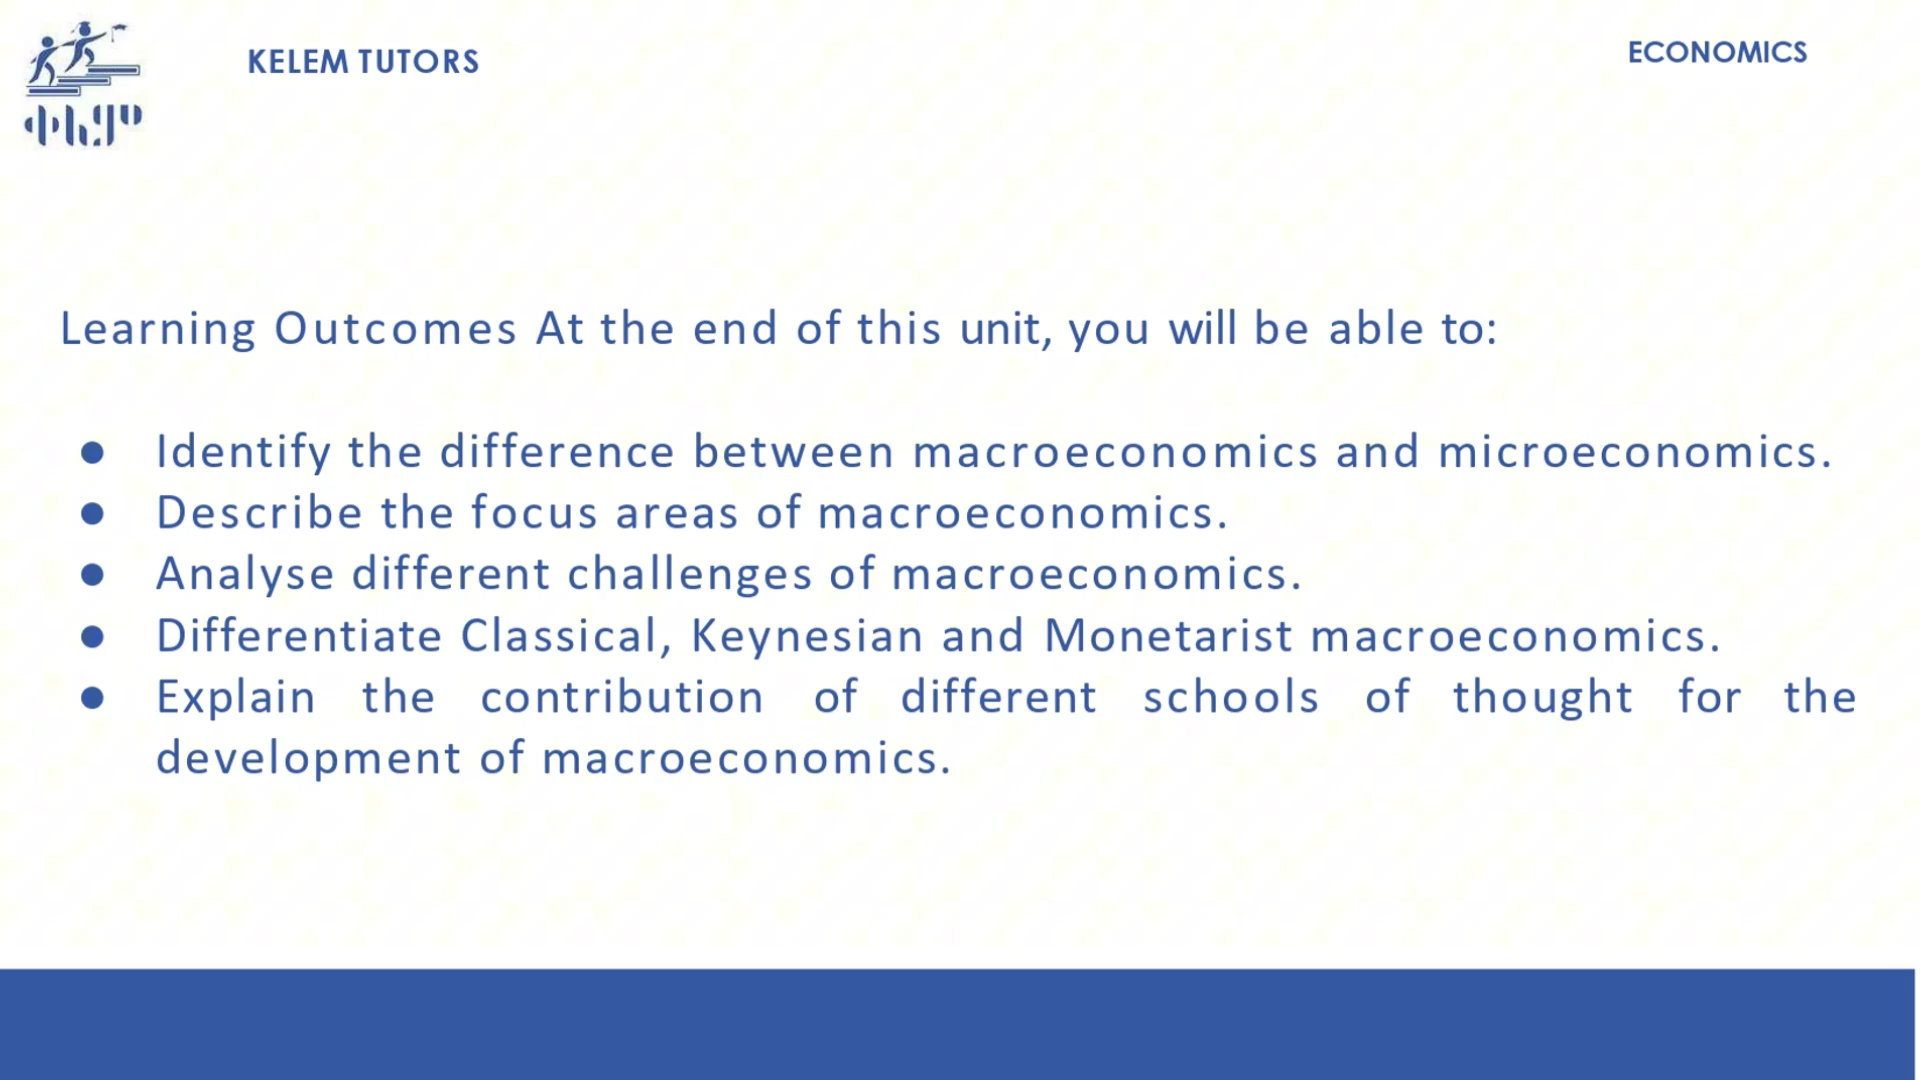 KELEM TUTORS
ECONOMICS
ቀለም
Learning Outcomes At the end of this unit, you will be able to:
● Identify the difference between macroeconomics and microeconomics.
● Describe the focus areas of macroeconomics.
● Analyse different challenges of macroeconomics.
● Differentiate Classical, Keynesian and Monetarist macroeconomics.
● Explain the contribution of different schools of thought for the
development of macroeconomics.